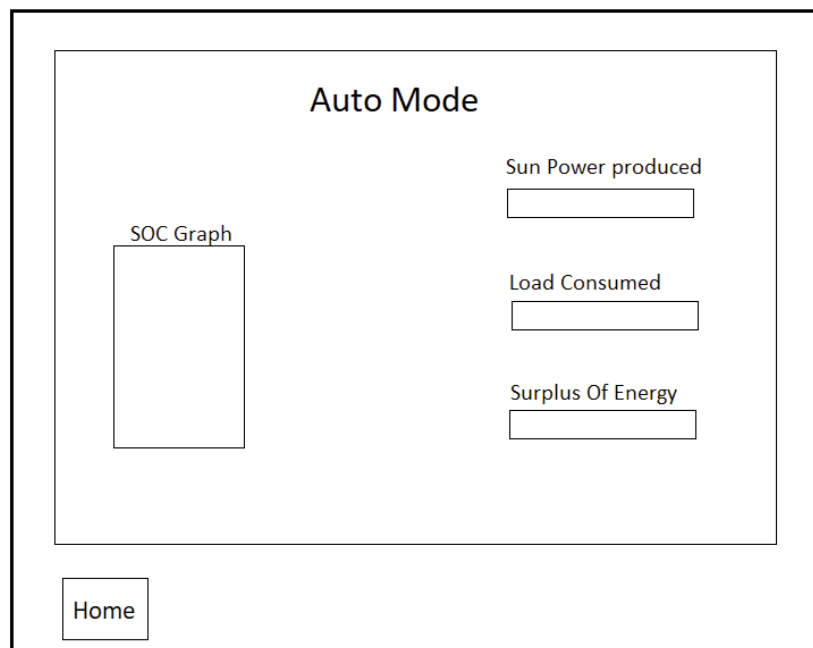 Auto Mode
Sun Power produced
SOC Graph
Load Consumed
Surplus Of Energy
Home